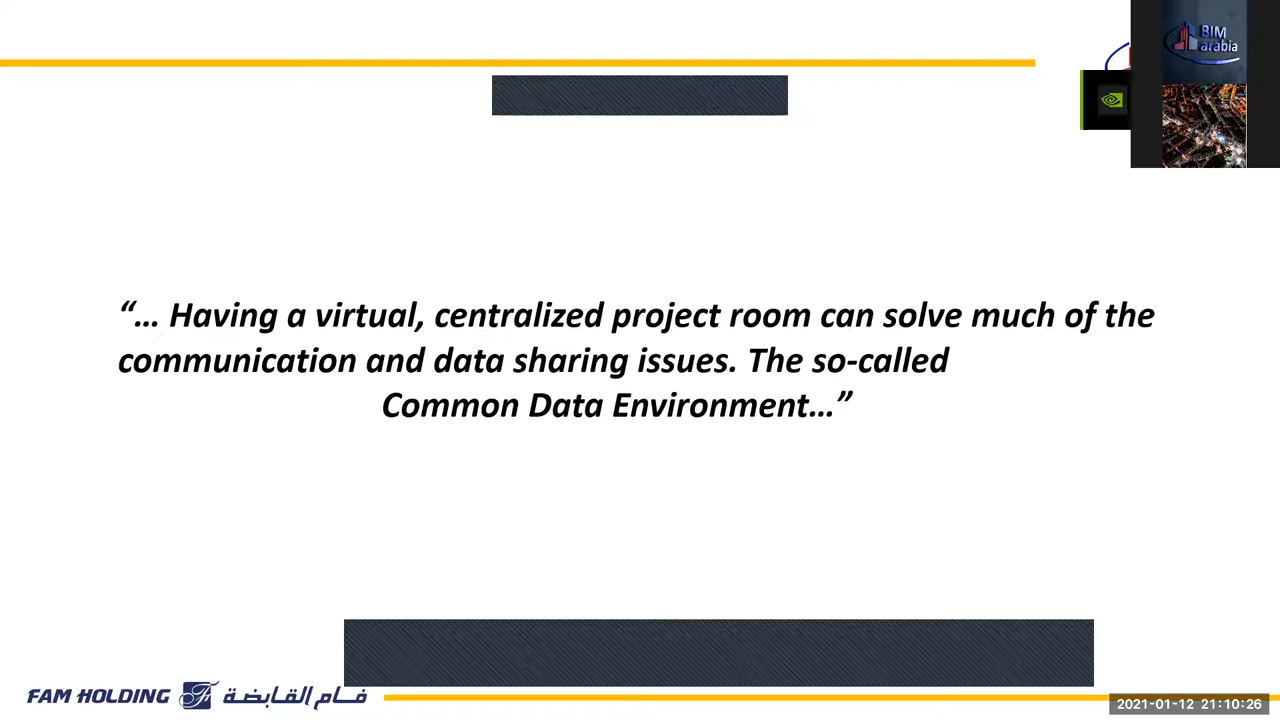 BIM
arabia
“… Having a virtual, centralized project room can solve much of the
communication and data sharing issues. The so-called
Common Data Environment…”
FAM HOLDING فـام القابضة
2021-01-12 21:10:26